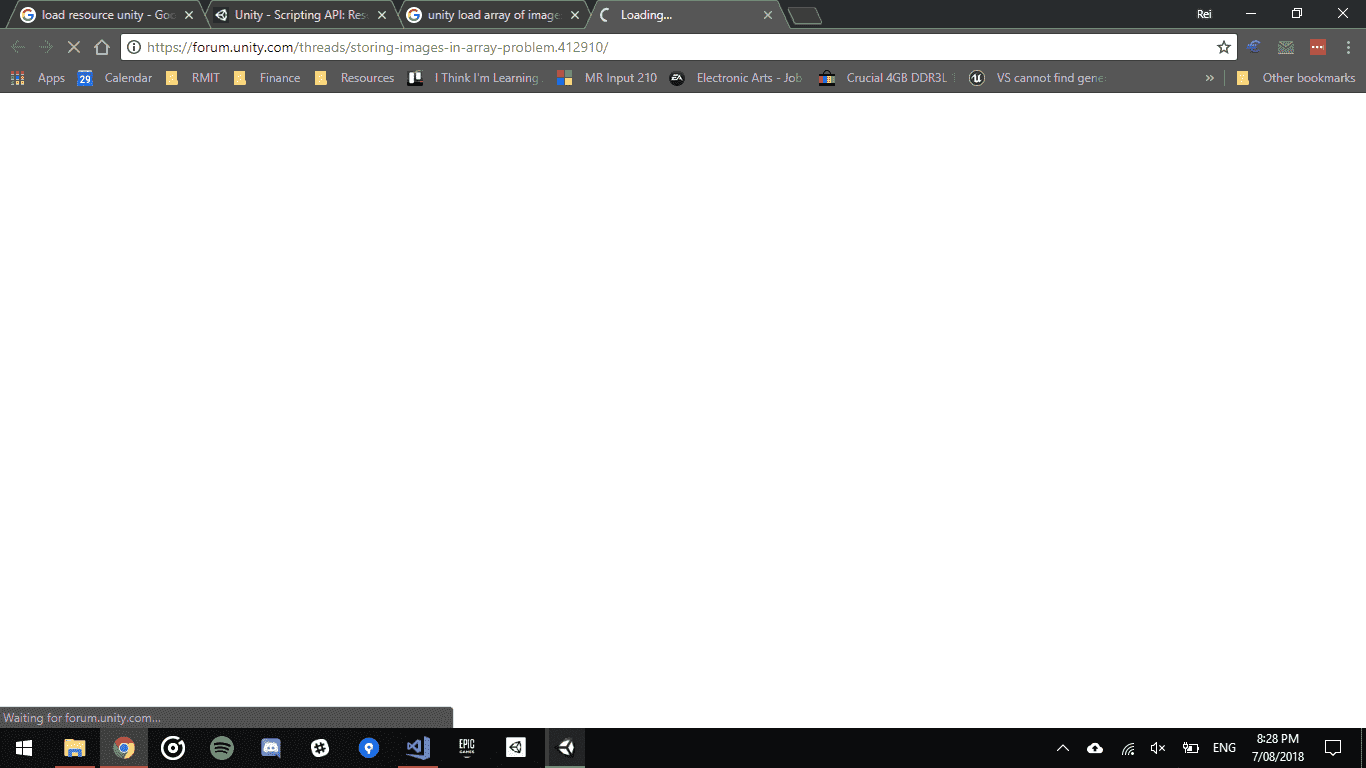 load resource unity - Goo Unity - Scripting API: Reso unity load array of image Loading... Rei
https://forum.unity.com/threads/storing-images-in-array-problem.412910/
Apps 29 Calendar RMIT Finance Resources I Think I'm Learning MR Input 210 EA Electronic Arts - Job Crucial 4GB DDR3L VS cannot find gene » Other bookmarks
Waiting for forum.unity.com...
EPIC GAMES ENG 8:28 PM
7/08/2018